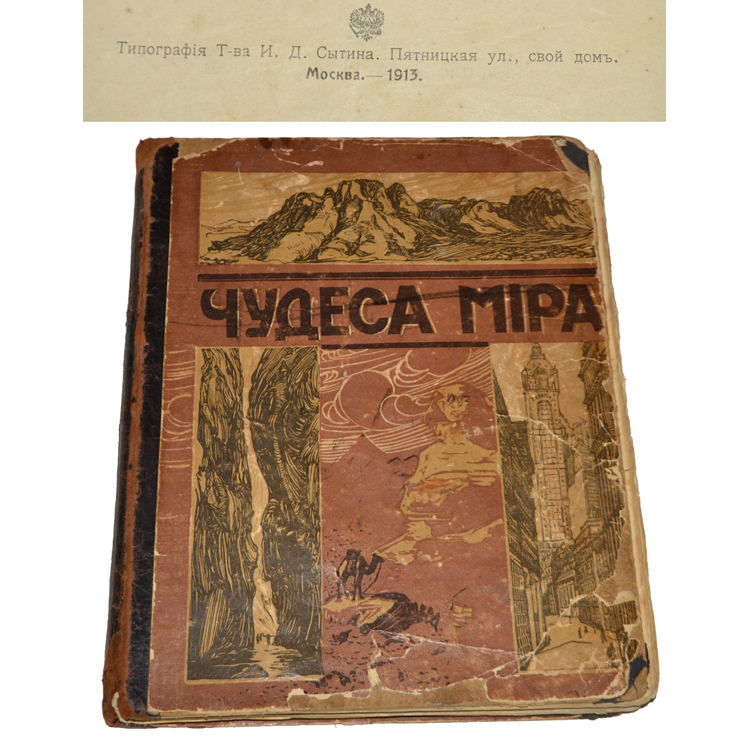 Типографія Т-ва И. Д. Сытина. Пятницкая ул., свой домъ.
Москва.—1913.
ЧУДЕСА МІРА